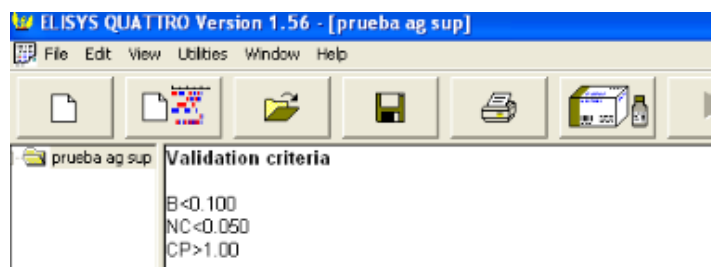 ELISYS QUATTRO Version 1.56 - [prueba ag sup]
File Edit View Utilities Window Help
prueba ag sup
Validation criteria
B<0.100
NC<0.050
CP>1.00